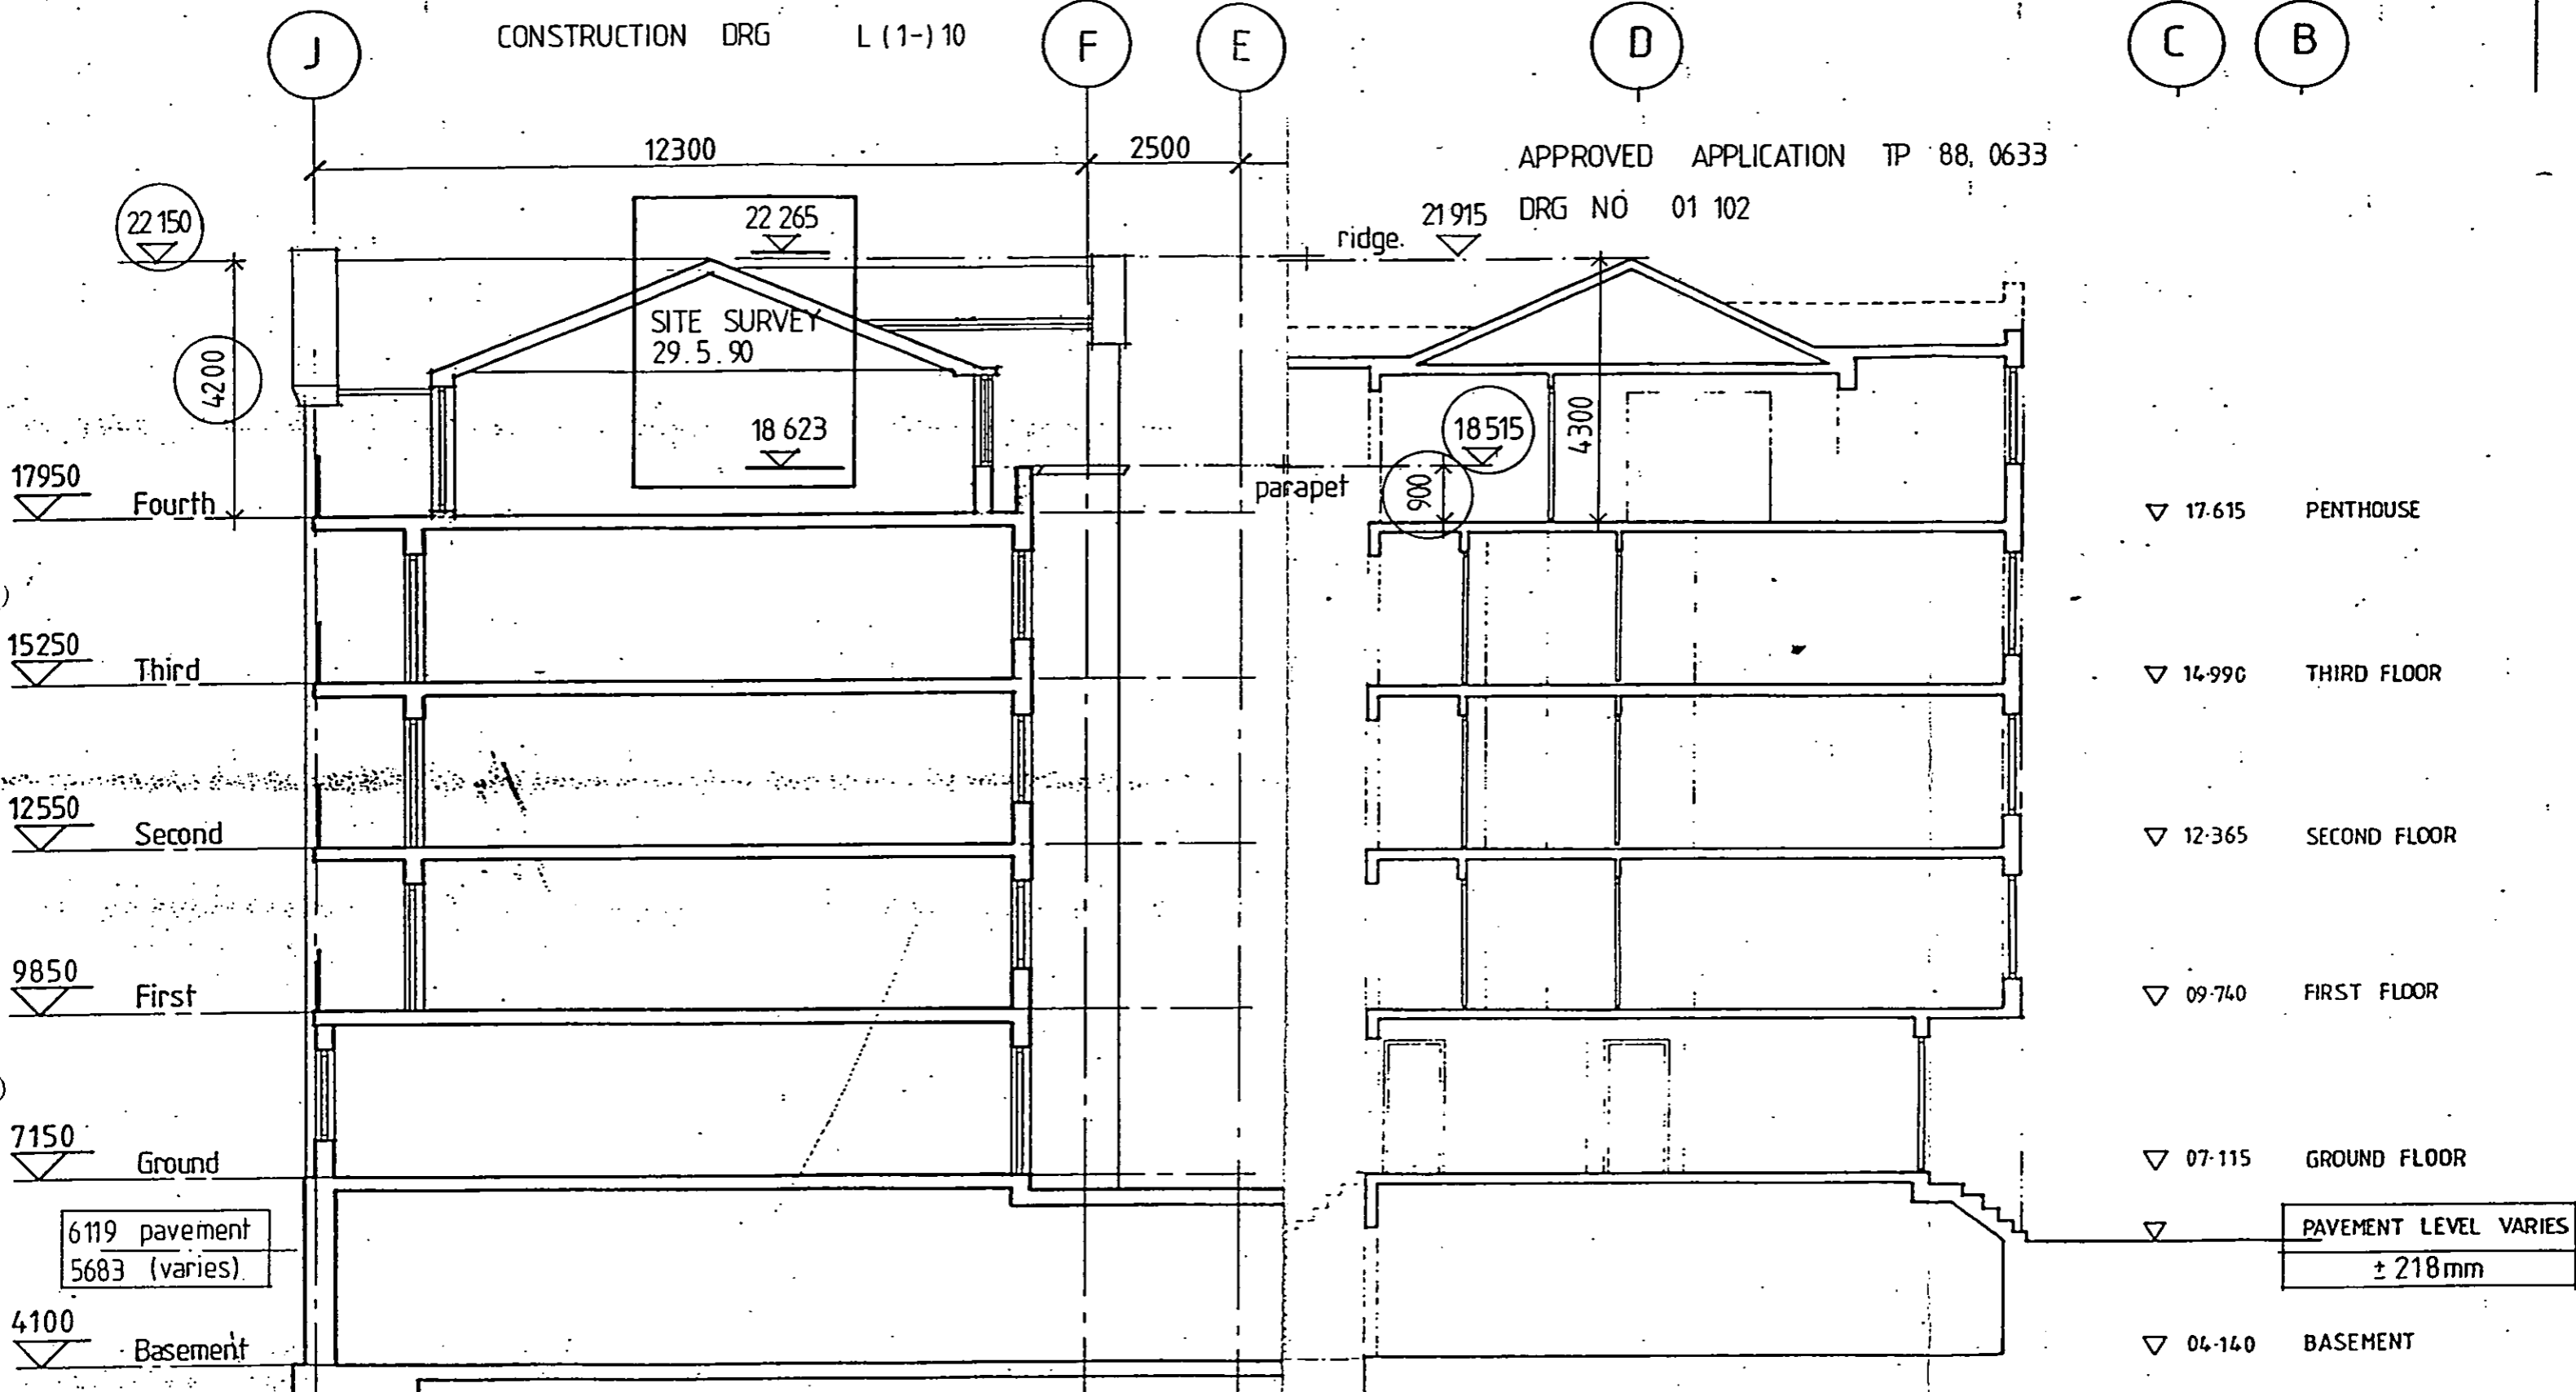 J
CONSTRUCTION DRG L (1-) 10
F
E
D
C
B
12300
2500
APPROVED APPLICATION TP 88, 0633
DRG NO 01 102
22 150
22 265
ridge.
21 915
SITE SURVEY
29.5.90
4200
18 623
18 515
4300
parapet
900
17950
Fourth
17·615 PENTHOUSE
15250
Third
14·990 THIRD FLOOR
12550
Second
12·365 SECOND FLOOR
9850
First
09·740 FIRST FLOOR
7150
Ground
07·115 GROUND FLOOR
6119 pavement
5683 (varies)
PAVEMENT LEVEL VARIES
± 218mm
4100
Basement
04·140 BASEMENT